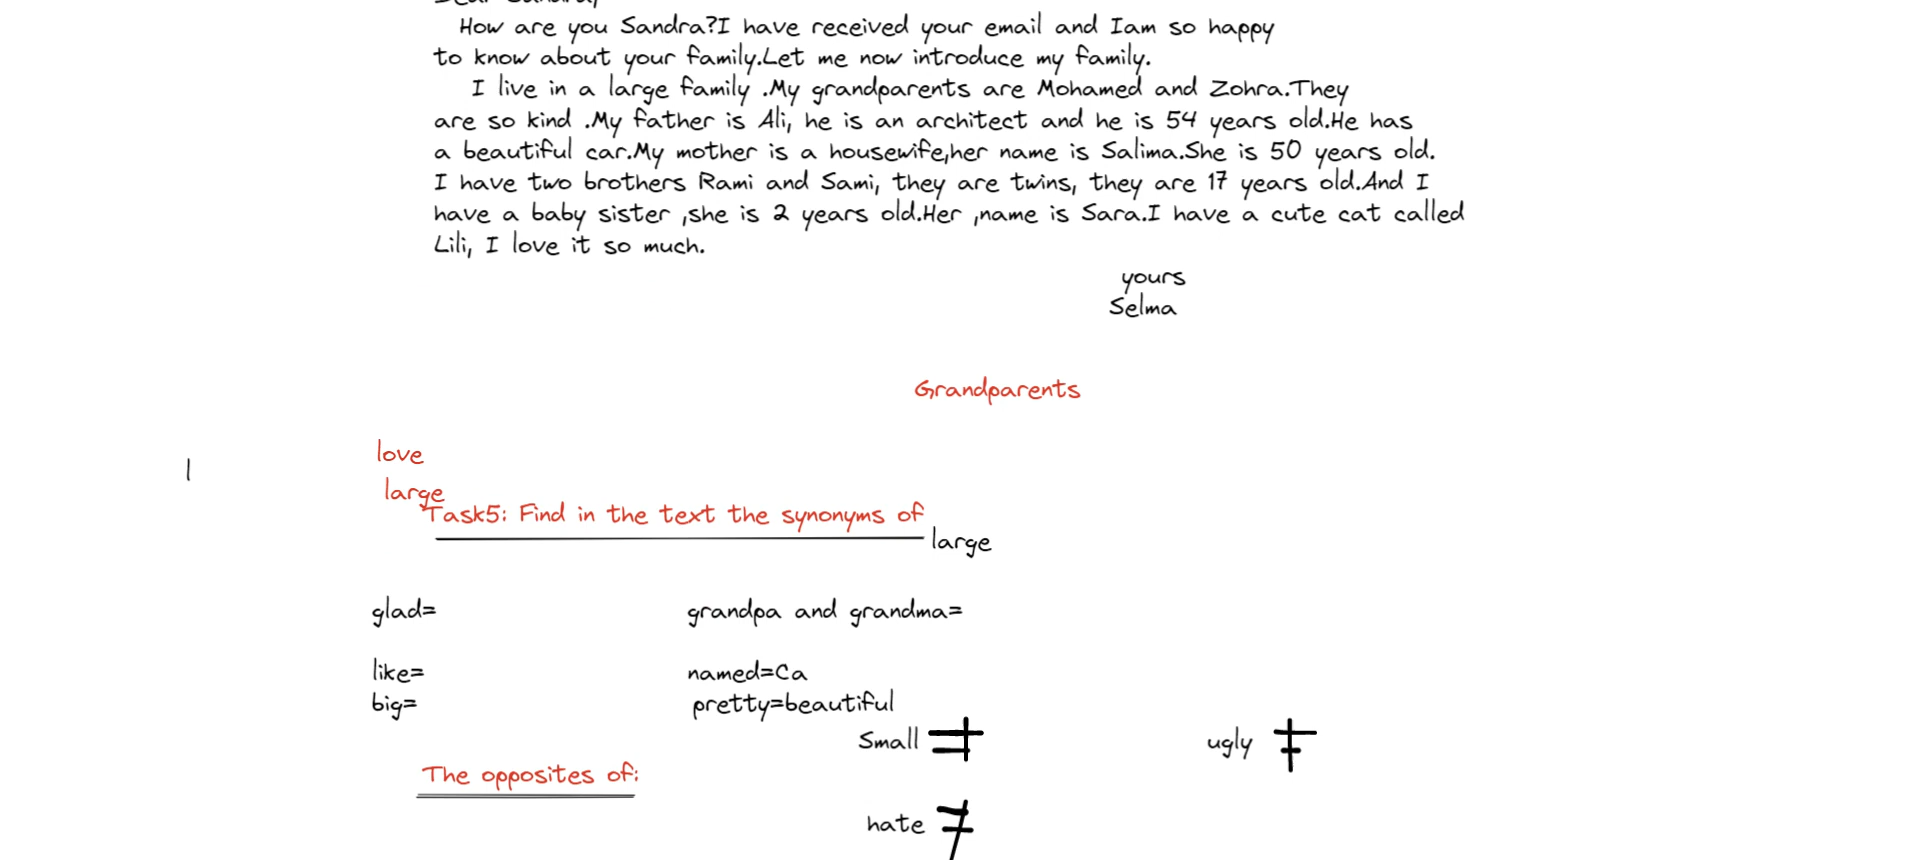 Dear Sandra,
How are you Sandra?I have received your email and Iam so happy
to know about your family.Let me now introduce my family.
I live in a large family .My grandparents are Mohamed and Zohra.They
are so kind .My father is Ali, he is an architect and he is 54 years old.He has
a beautiful car.My mother is a housewife,her name is Salima.She is 50 years old.
I have two brothers Rami and Sami, they are twins, they are 17 years old.And I
have a baby sister ,she is 2 years old.Her ,name is Sara.I have a cute cat called
Lili, I love it so much.
yours
Selma
Grandparents
love
large
Task5: Find in the text the synonyms of
large
glad= grandpa and grandma=
like= named=Ca
big= pretty=beautiful
Small ≠ ugly ≠
The opposites of:
hate ≠